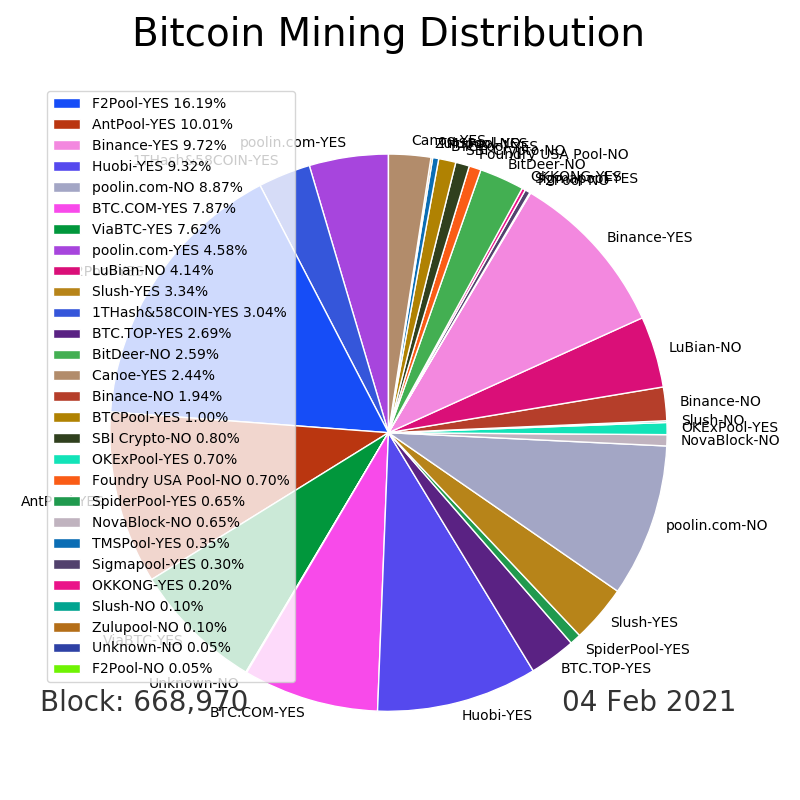 Bitcoin Mining Distribution
F2Pool-YES 16.19%
AntPool-YES 10.01%
Binance-YES 9.72%
Huobi-YES 9.32%
poolin.com-NO 8.87%
BTC.COM-YES 7.87%
ViaBTC-YES 7.62%
poolin.com-YES 4.58%
LuBian-NO 4.14%
Slush-YES 3.34%
1THash&58COIN-YES 3.04%
BTC.TOP-YES 2.69%
BitDeer-NO 2.59%
Canoe-YES 2.44%
Binance-NO 1.94%
BTCPool-YES 1.00%
SBI Crypto-NO 0.80%
OKExPool-YES 0.70%
Foundry USA Pool-NO 0.70%
SpiderPool-YES 0.65%
NovaBlock-NO 0.65%
TMSPool-YES 0.35%
Sigmapool-YES 0.30%
OKKONG-YES 0.20%
Slush-NO 0.10%
Zulupool-NO 0.10%
Unknown-NO 0.05%
F2Pool-NO 0.05%
poolin.com-YES
1THash&58COIN-YES
ViaBTC-YES
Unknown-NO
BTC.COM-YES
Huobi-YES
BTC.TOP-YES
SpiderPool-YES
Slush-YES
poolin.com-NO
NovaBlock-NO
OKExPool-YES
Slush-NO
Binance-NO
LuBian-NO
Binance-YES
OKKONG-YES
BitDeer-NO
Foundry USA Pool-NO
Canoe-YES
Block: 668,970
04 Feb 2021